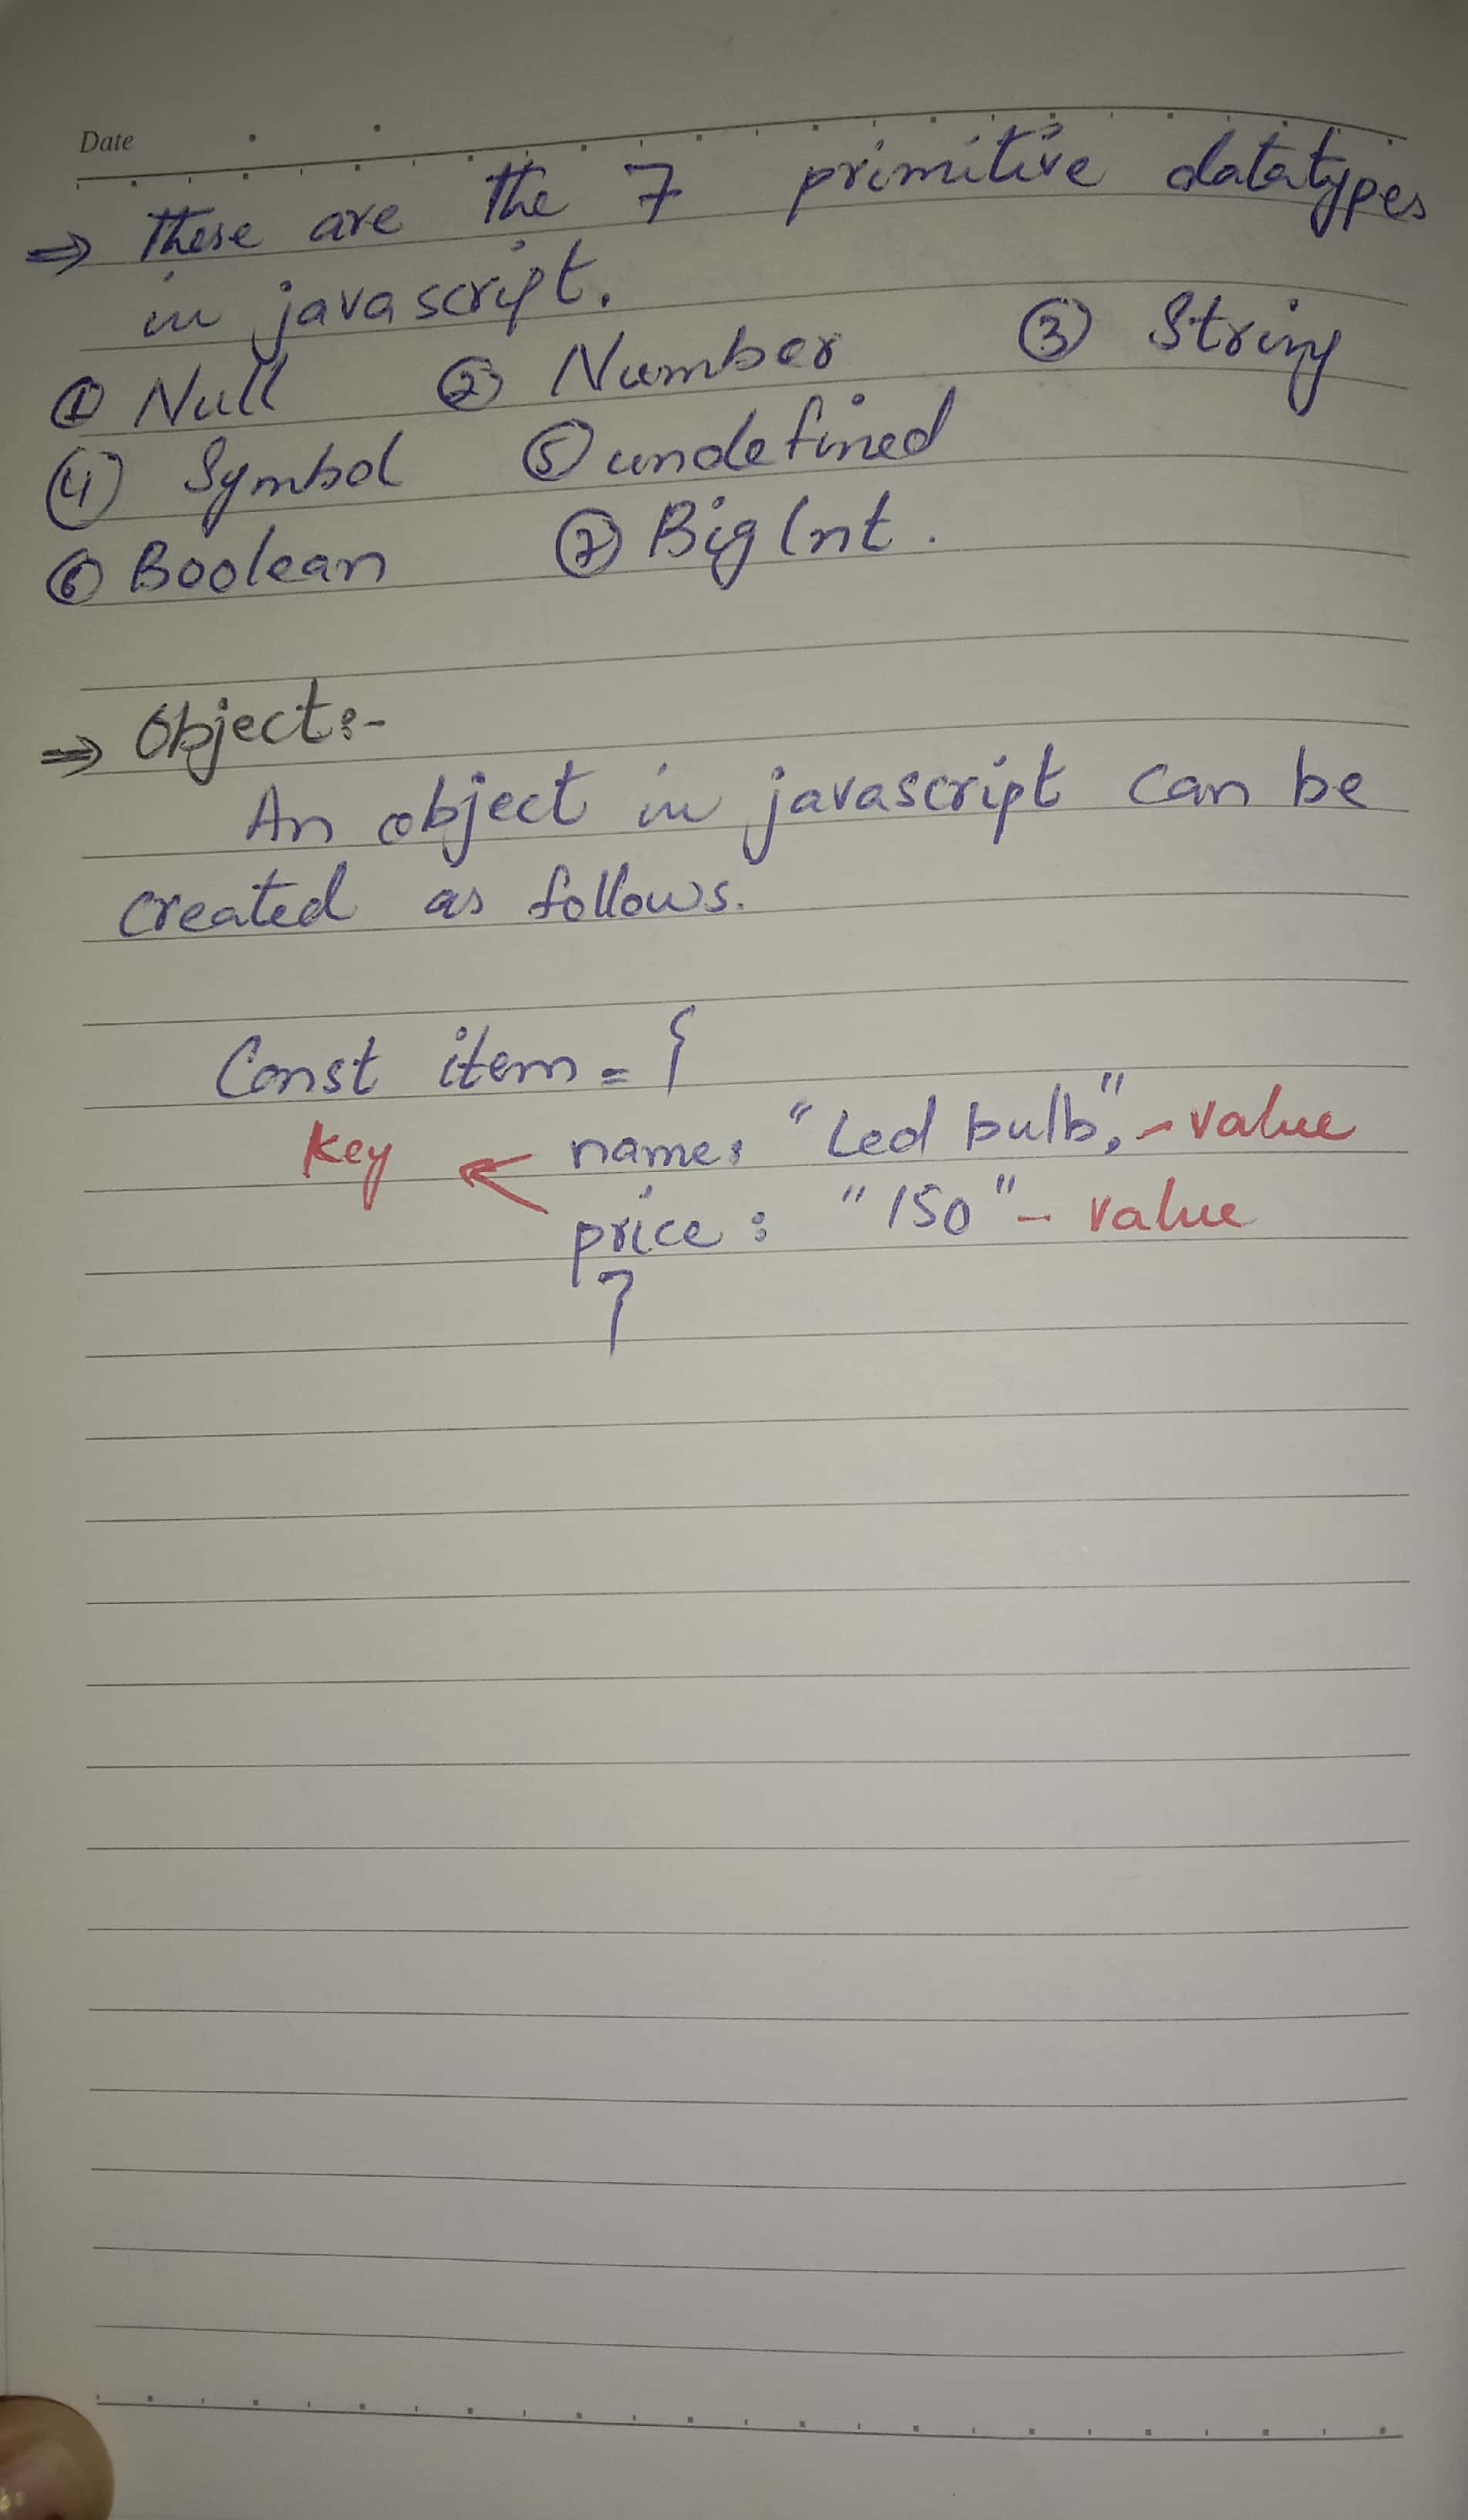 Date
⇒ These are the 7 primitive datatypes
in javascript.
① Null ② Number ③ String
④ Symbol ⑤ undefined
⑥ Boolean ⑦ BigInt.
⇒ Object:-
An object in javascript can be
created as follows.
Const item = {
Key ← name: "Led bulb", - value
price : "150" - value
}